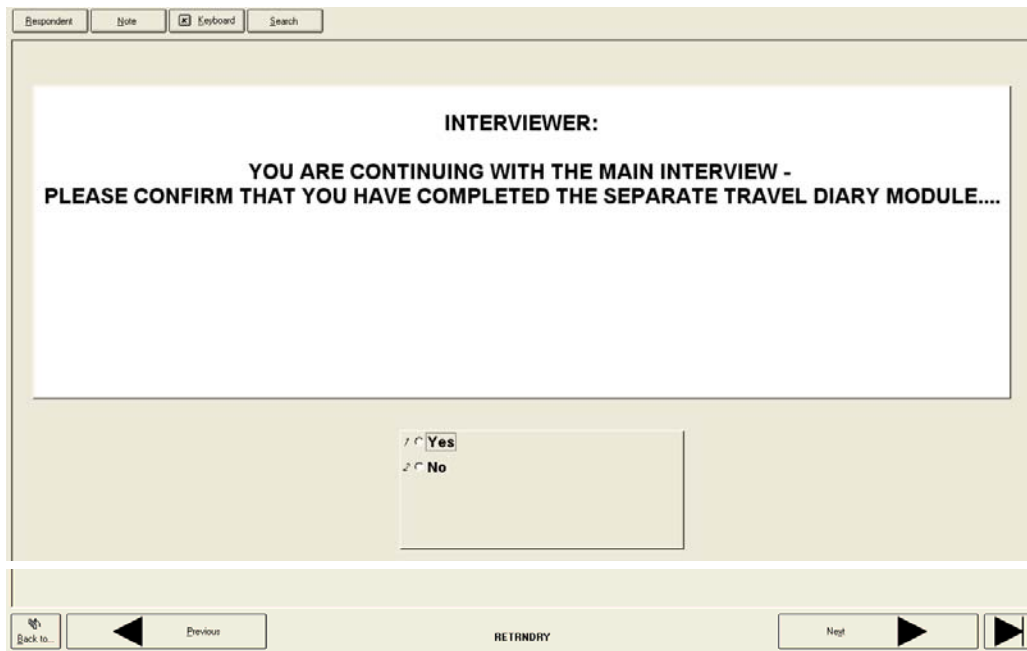 Respondent Note Keyboard Search
INTERVIEWER:
YOU ARE CONTINUING WITH THE MAIN INTERVIEW -
PLEASE CONFIRM THAT YOU HAVE COMPLETED THE SEPARATE TRAVEL DIARY MODULE....
1 Yes
2 No
Back to... Previous RETRNDRY Next